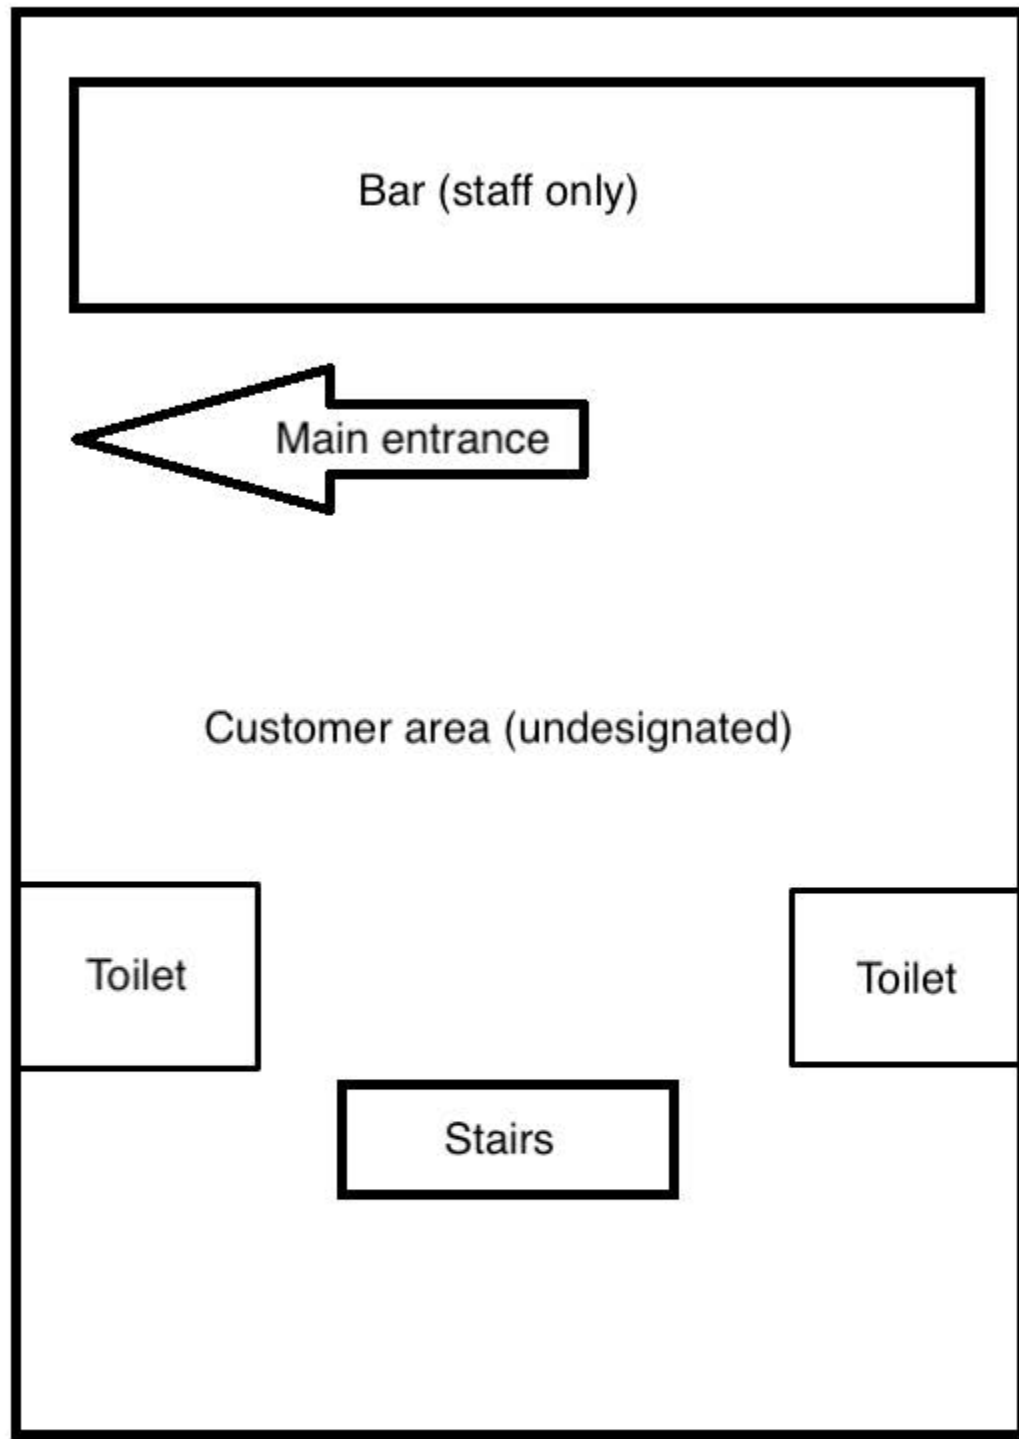 Bar (staff only)
Main entrance
Customer area (undesignated)
Toilet
Toilet
Stairs